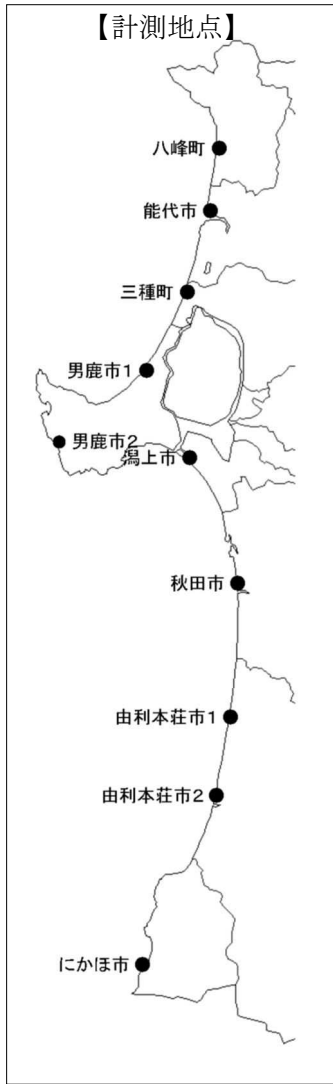 【計測地点】
八峰町
能代市
三種町
男鹿市1
男鹿市2
潟上市
秋田市
由利本荘市1
由利本荘市2
にかほ市